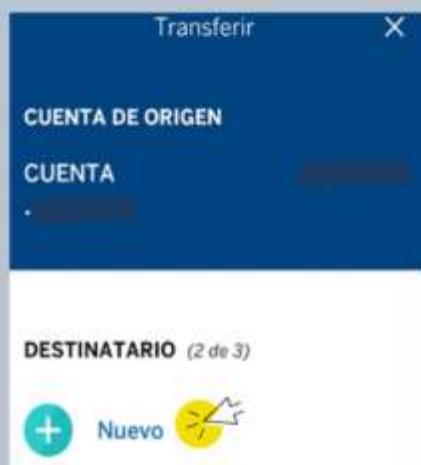 Transferir
CUENTA DE ORIGEN
CUENTA
DESTINATARIO (2 de 3)
Nuevo